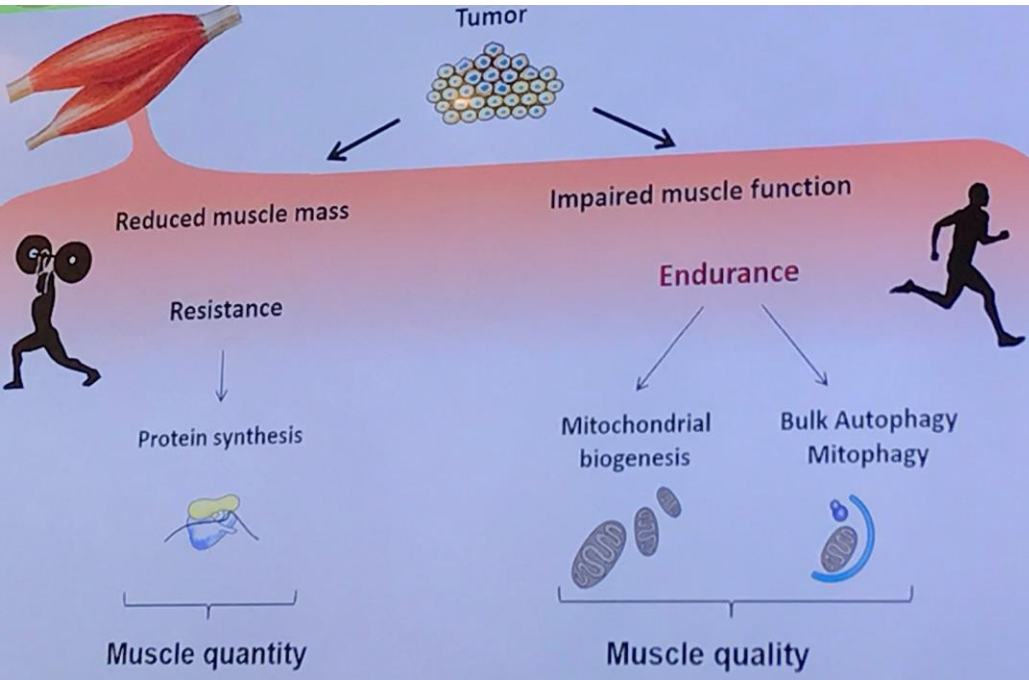 Tumor
Reduced muscle mass
Impaired muscle function
Endurance
Resistance
Protein synthesis
Mitochondrial
biogenesis
Bulk Autophagy
Mitophagy
Muscle quantity
Muscle quality